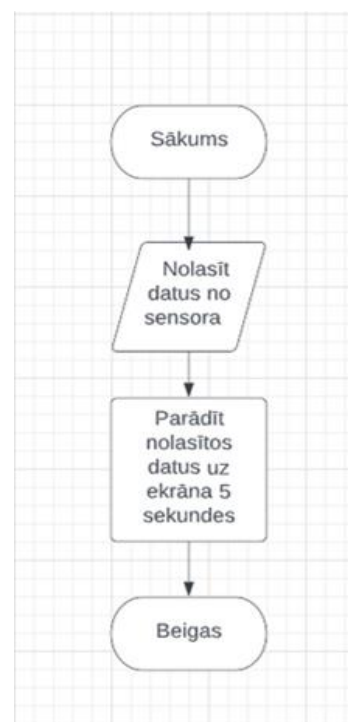 Sākums
Nolasīt
datus no
sensora
Parādīt
nolasītos
datus uz
ekrāna 5
sekundes
Beigas